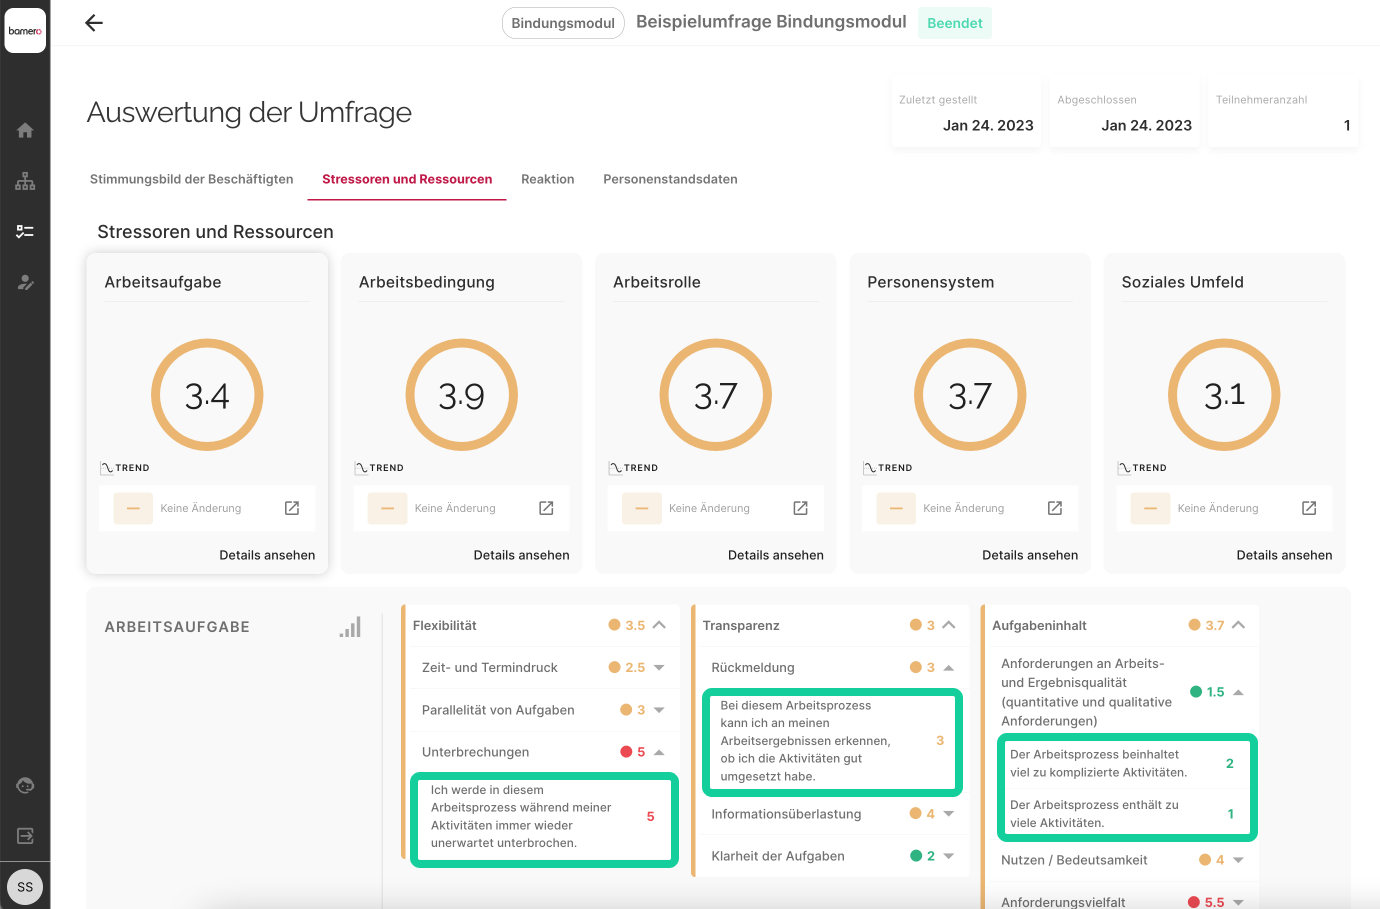 barnero
Bindungsmodul
Beispielumfrage Bindungsmodul
Beendet
Auswertung der Umfrage
Zuletzt gestellt
Jan 24. 2023
Abgeschlossen
Jan 24. 2023
Teilnehmeranzahl
1
Stimmungsbild der Beschäftigten
Stressoren und Ressourcen
Reaktion
Personenstandsdaten
Stressoren und Ressourcen
Arbeitsaufgabe
3.4
TREND
Keine Änderung
Details ansehen
Arbeitsbedingung
3.9
TREND
Keine Änderung
Details ansehen
Arbeitsrolle
3.7
TREND
Keine Änderung
Details ansehen
Personensystem
3.7
TREND
Keine Änderung
Details ansehen
Soziales Umfeld
3.1
TREND
Keine Änderung
Details ansehen
ARBEITSAUFGABE
Flexibilität 3.5
Zeit- und Termindruck 2.5
Parallelität von Aufgaben 3
Unterbrechungen 5
Ich werde in diesem
Arbeitsprozess während meiner
Aktivitäten immer wieder
unerwartet unterbrochen.
5
Transparenz 3
Rückmeldung 3
Bei diesem Arbeitsprozess
kann ich an meinen
Arbeitsergebnissen erkennen,
ob ich die Aktivitäten gut
umgesetzt habe.
3
Informationsüberlastung 4
Klarheit der Aufgaben 2
Aufgabeninhalt 3.7
Anforderungen an Arbeits-
und Ergebnisqualität
(quantitative und qualitative
Anforderungen)
1.5
Der Arbeitsprozess beinhaltet
viel zu komplizierte Aktivitäten.
2
Der Arbeitsprozess enthält zu
viele Aktivitäten.
1
Nutzen / Bedeutsamkeit 4
Anforderungsvielfalt 5.5
SS